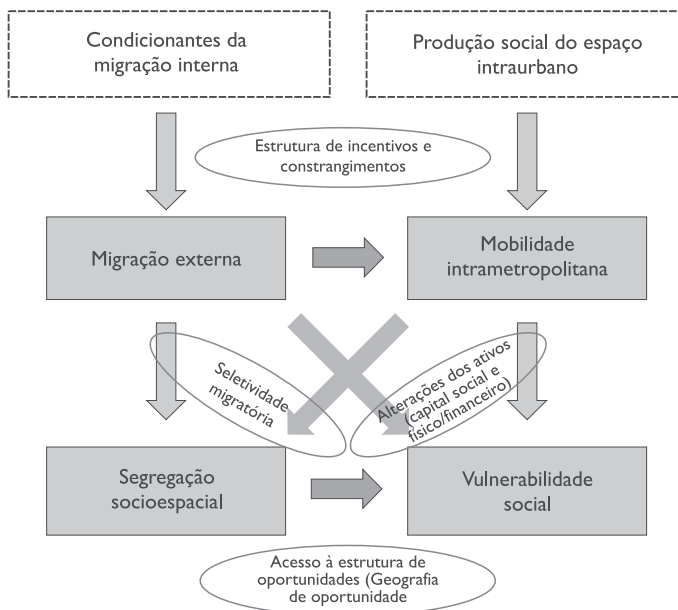 Condicionantes da
migração interna
Produção social do espaço
intraurbano
Estrutura de incentivos e
constrangimentos
Migração externa
Mobilidade
intrametropolitana
Seletividade
migratória
Alterações dos ativos
(capital social e
físico/financeiro)
Segregação
socioespacial
Vulnerabilidade
social
Acesso à estrutura de
oportunidades (Geografia
de oportunidade